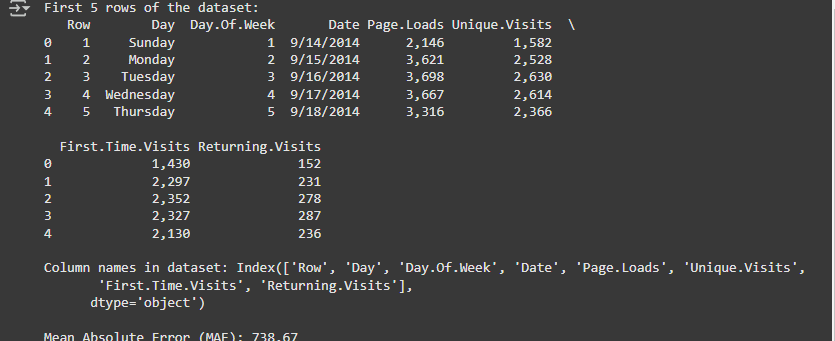 First 5 rows of the dataset:
Row Day Day.Of.Week Date Page.Loads Unique.Visits \
0 1 Sunday 1 9/14/2014 2,146 1,582
1 2 Monday 2 9/15/2014 3,621 2,528
2 3 Tuesday 3 9/16/2014 3,698 2,630
3 4 Wednesday 4 9/17/2014 3,667 2,614
4 5 Thursday 5 9/18/2014 3,316 2,366
First.Time.Visits Returning.Visits
0 1,430 152
1 2,297 231
2 2,352 278
3 2,327 287
4 2,130 236
Column names in dataset: Index(['Row', 'Day', 'Day.Of.Week', 'Date', 'Page.Loads', 'Unique.Visits',
'First.Time.Visits', 'Returning.Visits'],
dtype='object')
Mean Absolute Error (MAE): 738.67